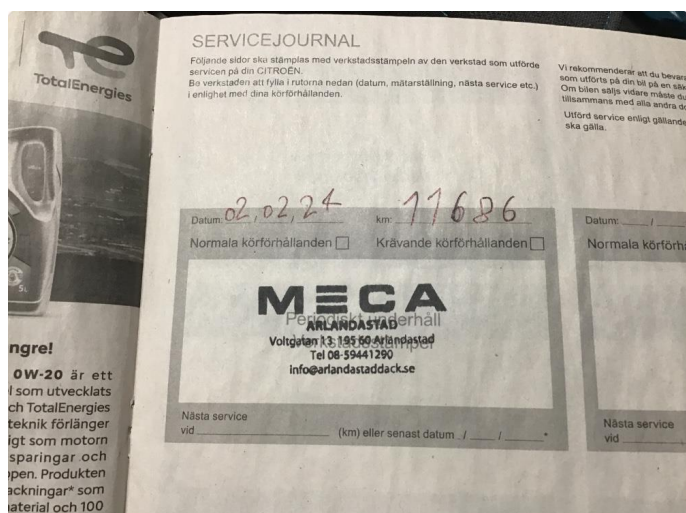 TotalEnergies
5L
ngre!
0W-20 är ett
l som utvecklats
ch TotalEnergies
teknik förlänger
igt som motorn
sparingar och
ppen. Produkten
ackningar* som
aterial och 100
SERVICEJOURNAL
Följande sidor ska stämplas med verkstadsstämpeln av den verkstad som utförde
servicen på din CITROËN.
Be verkstaden att fylla i rutorna nedan (datum, mätarställning, nästa service etc.)
i enlighet med dina körförhållanden.
Datum: 02,02,24 km: 11686
Normala körförhållanden Krävande körförhållanden
MECA
Periodiskt underhåll
ARLANDASTAD
Voltgatan 13, 195 60 Arlandastad
Verkstadsstämpel
Tel 08-59441290
info@arlandastaddack.se
Nästa service
vid (km) eller senast datum / /
Vi rekommenderar att du bevara
som utförts på din bil på en säk
Om bilen säljs vidare måste du
tillsammans med alla andra do
Utförd service enligt gällande
ska gälla.
Datum: /
Normala körförh
Nästa service
vid